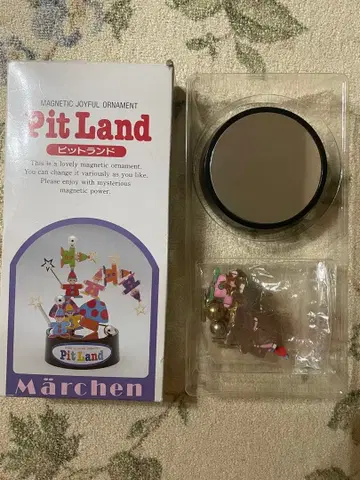 MAGNETIC JOYFUL ORNAMENT
Pit Land
ピットランド
This is a lovely magnetic ornament.
You can change it variously as you like.
Please enjoy with mysterious
magnetic power.
Pit Land
Märchen